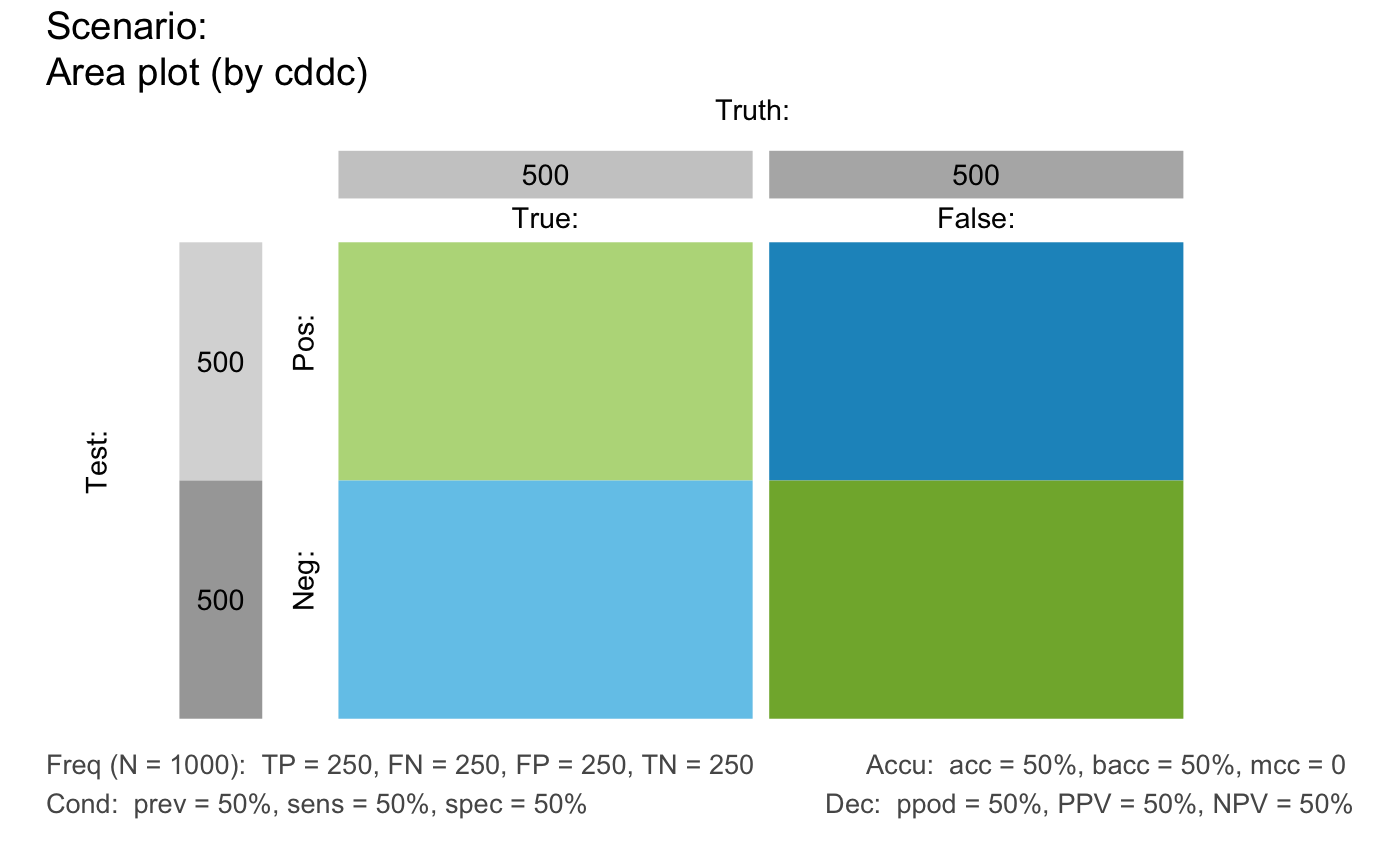 Scenario:
Area plot (by cddc)
Truth:
500 500
True: False:
Test:
500
Pos:
500
Neg:
Freq (N = 1000):  TP = 250, FN = 250, FP = 250, TN = 250
Accu:  acc = 50%, bacc = 50%, mcc = 0
Cond:  prev = 50%, sens = 50%, spec = 50%
Dec:  ppod = 50%, PPV = 50%, NPV = 50%